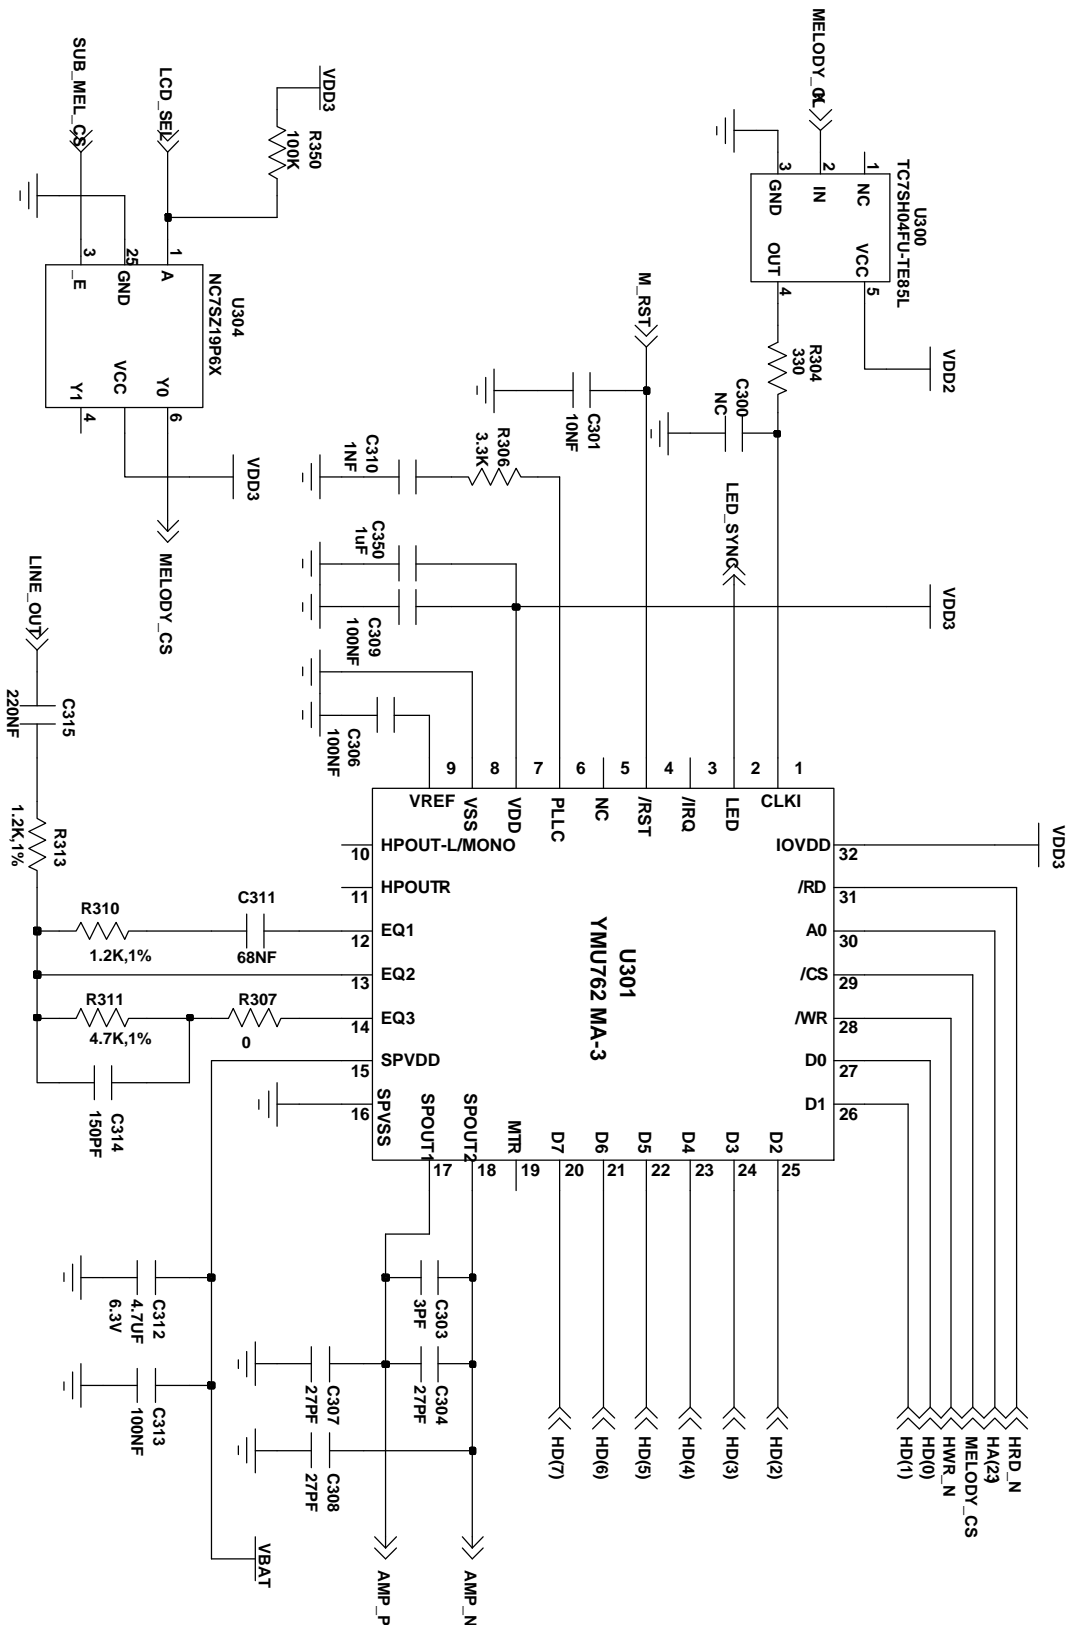 MELODY_CLK
TC7SH04FU-TE85L
U300
NC
IN
GND
VCC
OUT
1
2
3
4
5
VDD2
R304
330
C300
NC
LED_SYNC
M_RST
C301
10NF
R306
3.3K
C310
1NF
C350
1uF
C309
100NF
C306
100NF
VDD3
SUB_MEL_CS
LCD_SEL
VDD3
R350
100K
U304
NC7SZ19P6X
3
25
1
_E
GND
A
Y1
VCC
Y0
4
6
VDD3
MELODY_CS
LINE_OUT
C315
220NF
R313
1.2K,1%
R310
1.2K,1%
C311
68NF
R311
4.7K,1%
R307
0
C314
150PF
9
8
7
6
5
4
3
2
1
VREF
VSS
VDD
PLLC
NC
/RST
/IRQ
LED
CLKI
U301
YMU762 MA-3
10
HPOUT-L/MONO
11
HPOUTR
12
EQ1
13
EQ2
14
EQ3
15
SPVDD
16
SPVSS
SPOUT1
SPOUT2
MTR
D7
D6
D5
D4
D3
D2
17
18
19
20
21
22
23
24
25
IOVDD
32
/RD
31
A0
30
/CS
29
/WR
28
D0
27
D1
26
VDD3
C312
4.7UF
6.3V
C313
100NF
VBAT
C303
3PF
C304
27PF
C307
27PF
C308
27PF
AMP_P
AMP_N
HD(7)
HD(6)
HD(5)
HD(4)
HD(3)
HD(2)
HD(1)
HD(0)
HWR_N
MELODY_CS
HA(23)
HRD_N